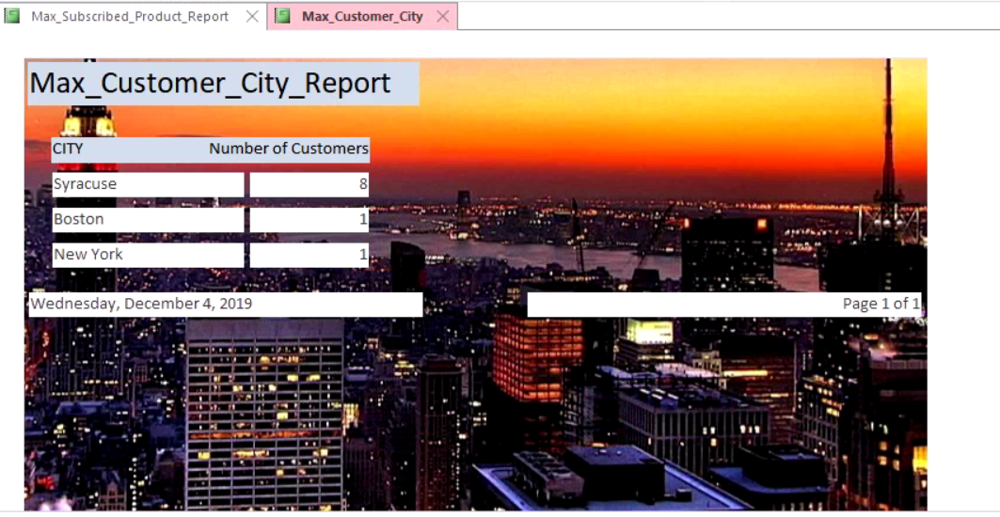 Max_Subscribed_Product_Report
Max_Customer_City
Max_Customer_City_Report
CITY Number of Customers
Syracuse 8
Boston 1
New York 1
Wednesday, December 4, 2019 Page 1 of 1